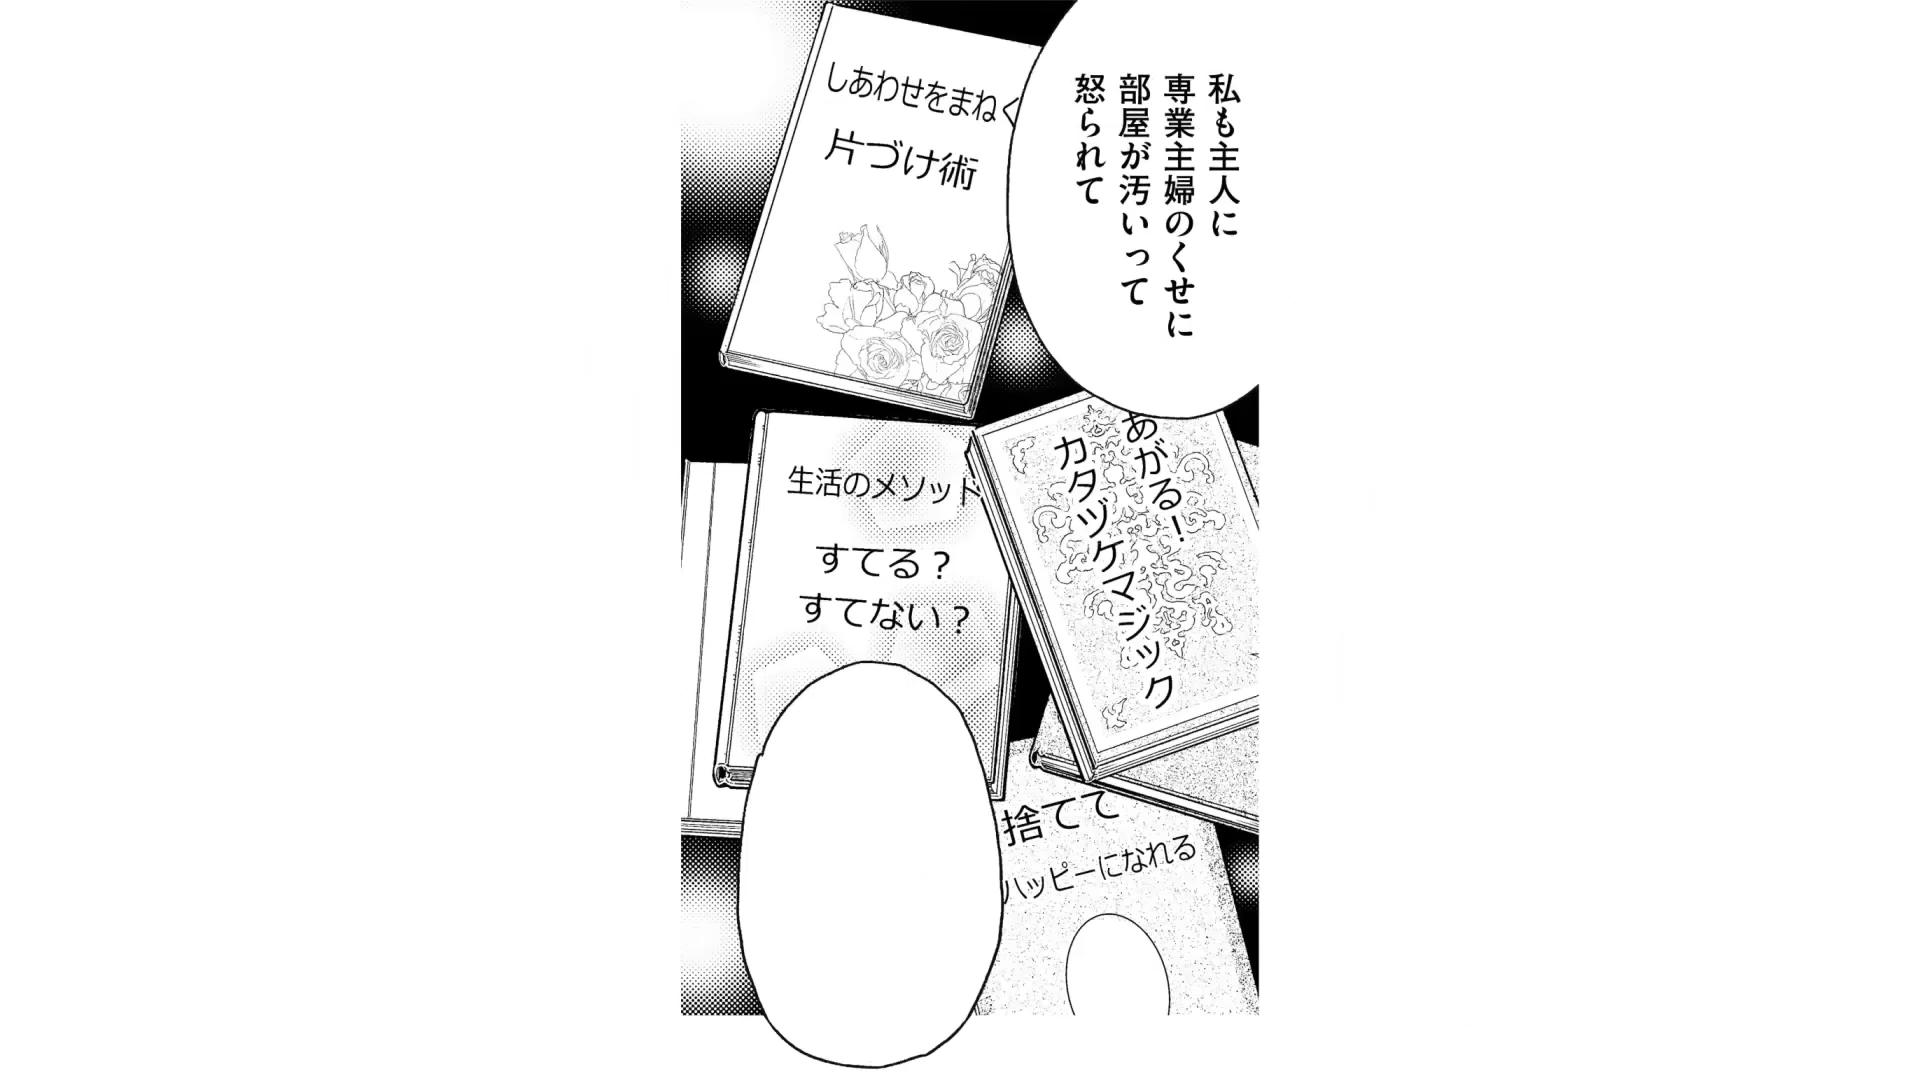 私も主人に
専業主婦のくせに
部屋が汚いって
怒られて
しあわせをまねく
片づけ術
あがる！
カタヅケマジック
生活のメソッド
すてる？
すてない？
捨てて
ハッピーになれる